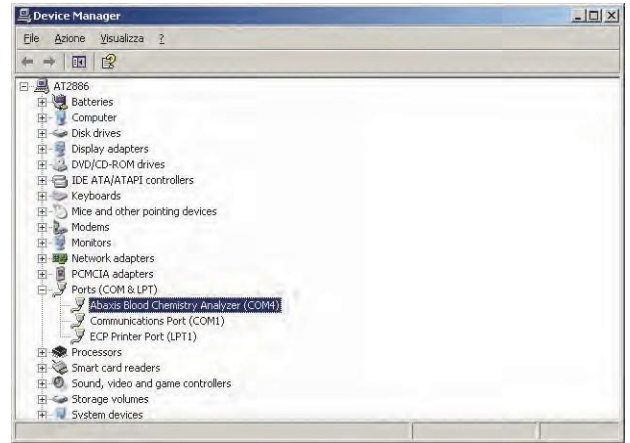 Device Manager
File Azione Visualizza ?
AT2886
Batteries
Computer
Disk drives
Display adapters
DVD/CD-ROM drives
IDE ATA/ATAPI controllers
Keyboards
Mice and other pointing devices
Modems
Monitors
Network adapters
PCMCIA adapters
Ports (COM & LPT)
Abaxis Blood Chemistry Analyzer (COM4)
Communications Port (COM1)
ECP Printer Port (LPT1)
Processors
Smart card readers
Sound, video and game controllers
Storage volumes
System devices